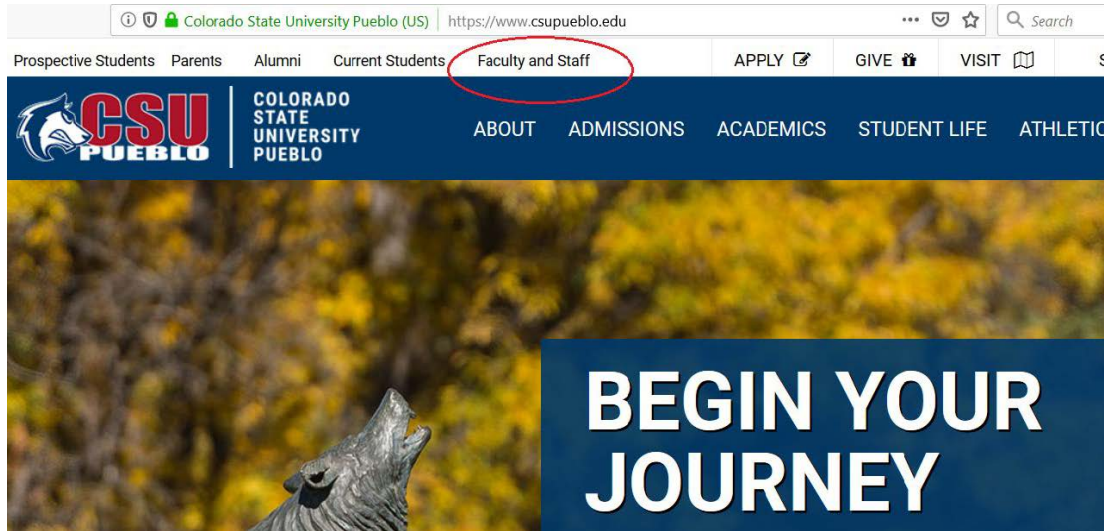 Colorado State University Pueblo (US) https://www.csupueblo.edu ... Search
Prospective Students Parents Alumni Current Students Faculty and Staff APPLY GIVE VISIT S
CSU PUEBLO
COLORADO
STATE
UNIVERSITY
PUEBLO
ABOUT ADMISSIONS ACADEMICS STUDENT LIFE ATHLETIC
BEGIN YOUR
JOURNEY